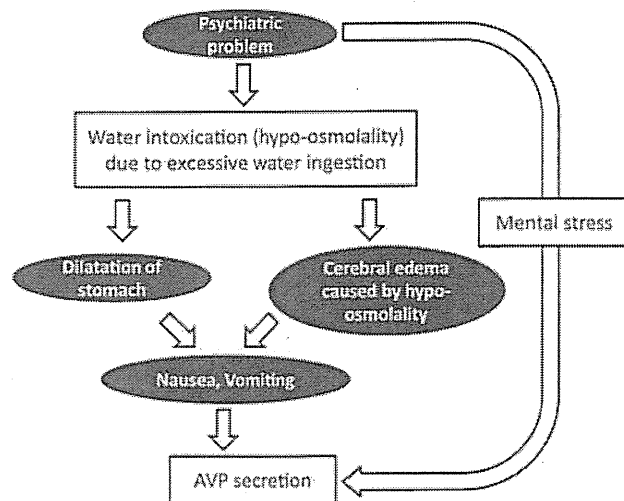 Psychiatric
problem
Water intoxication (hypo-osmolality)
due to excessive water ingestion
Mental stress
Dilatation of
stomach
Cerebral edema
caused by hypo-
osmolality
Nausea, Vomiting
AVP secretion